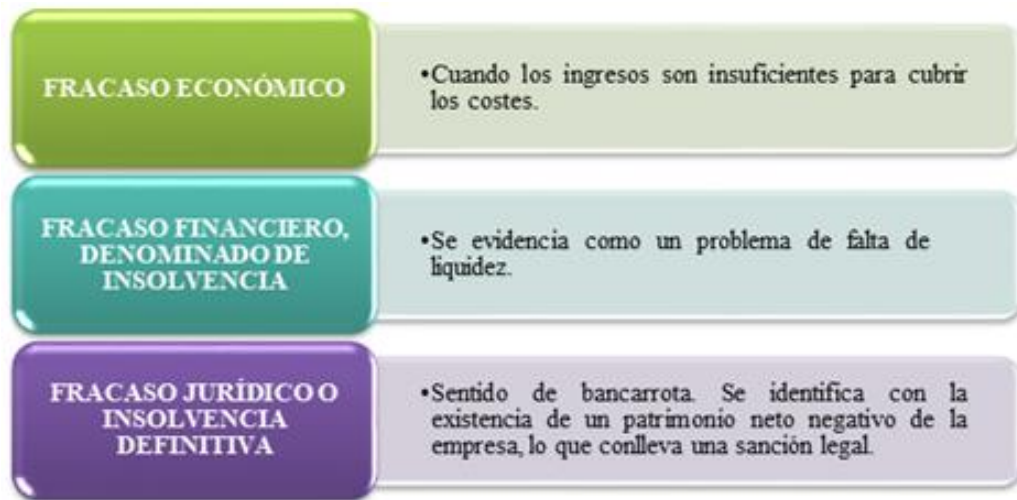 FRACASO ECONÓMICO
•Cuando los ingresos son insuficientes para cubrir
los costes.
FRACASO FINANCIERO,
DENOMINADO DE
INSOLVENCIA
•Se evidencia como un problema de falta de
liquidez.
FRACASO JURÍDICO O
INSOLVENCIA
DEFINITIVA
•Sentido de bancarrota. Se identifica con la
existencia de un patrimonio neto negativo de la
empresa, lo que conlleva una sanción legal.